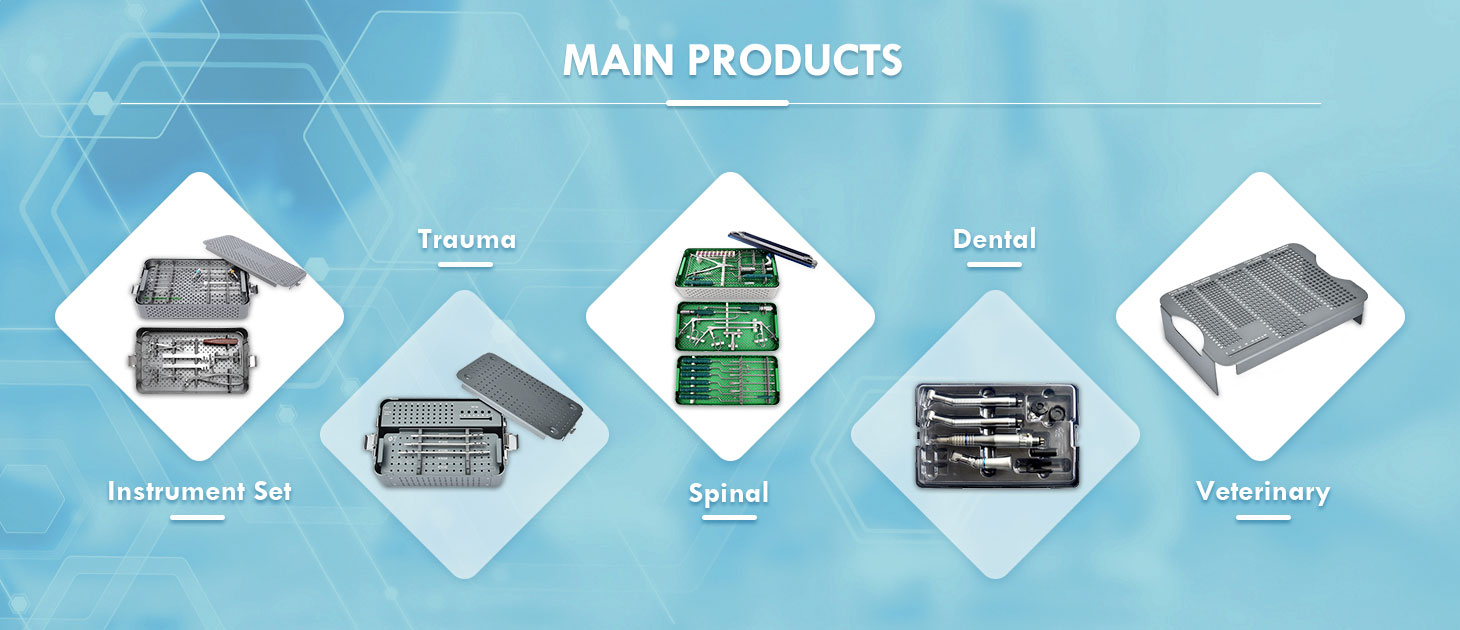 MAIN PRODUCTS
Trauma
Dental
Instrument Set
Spinal
Veterinary